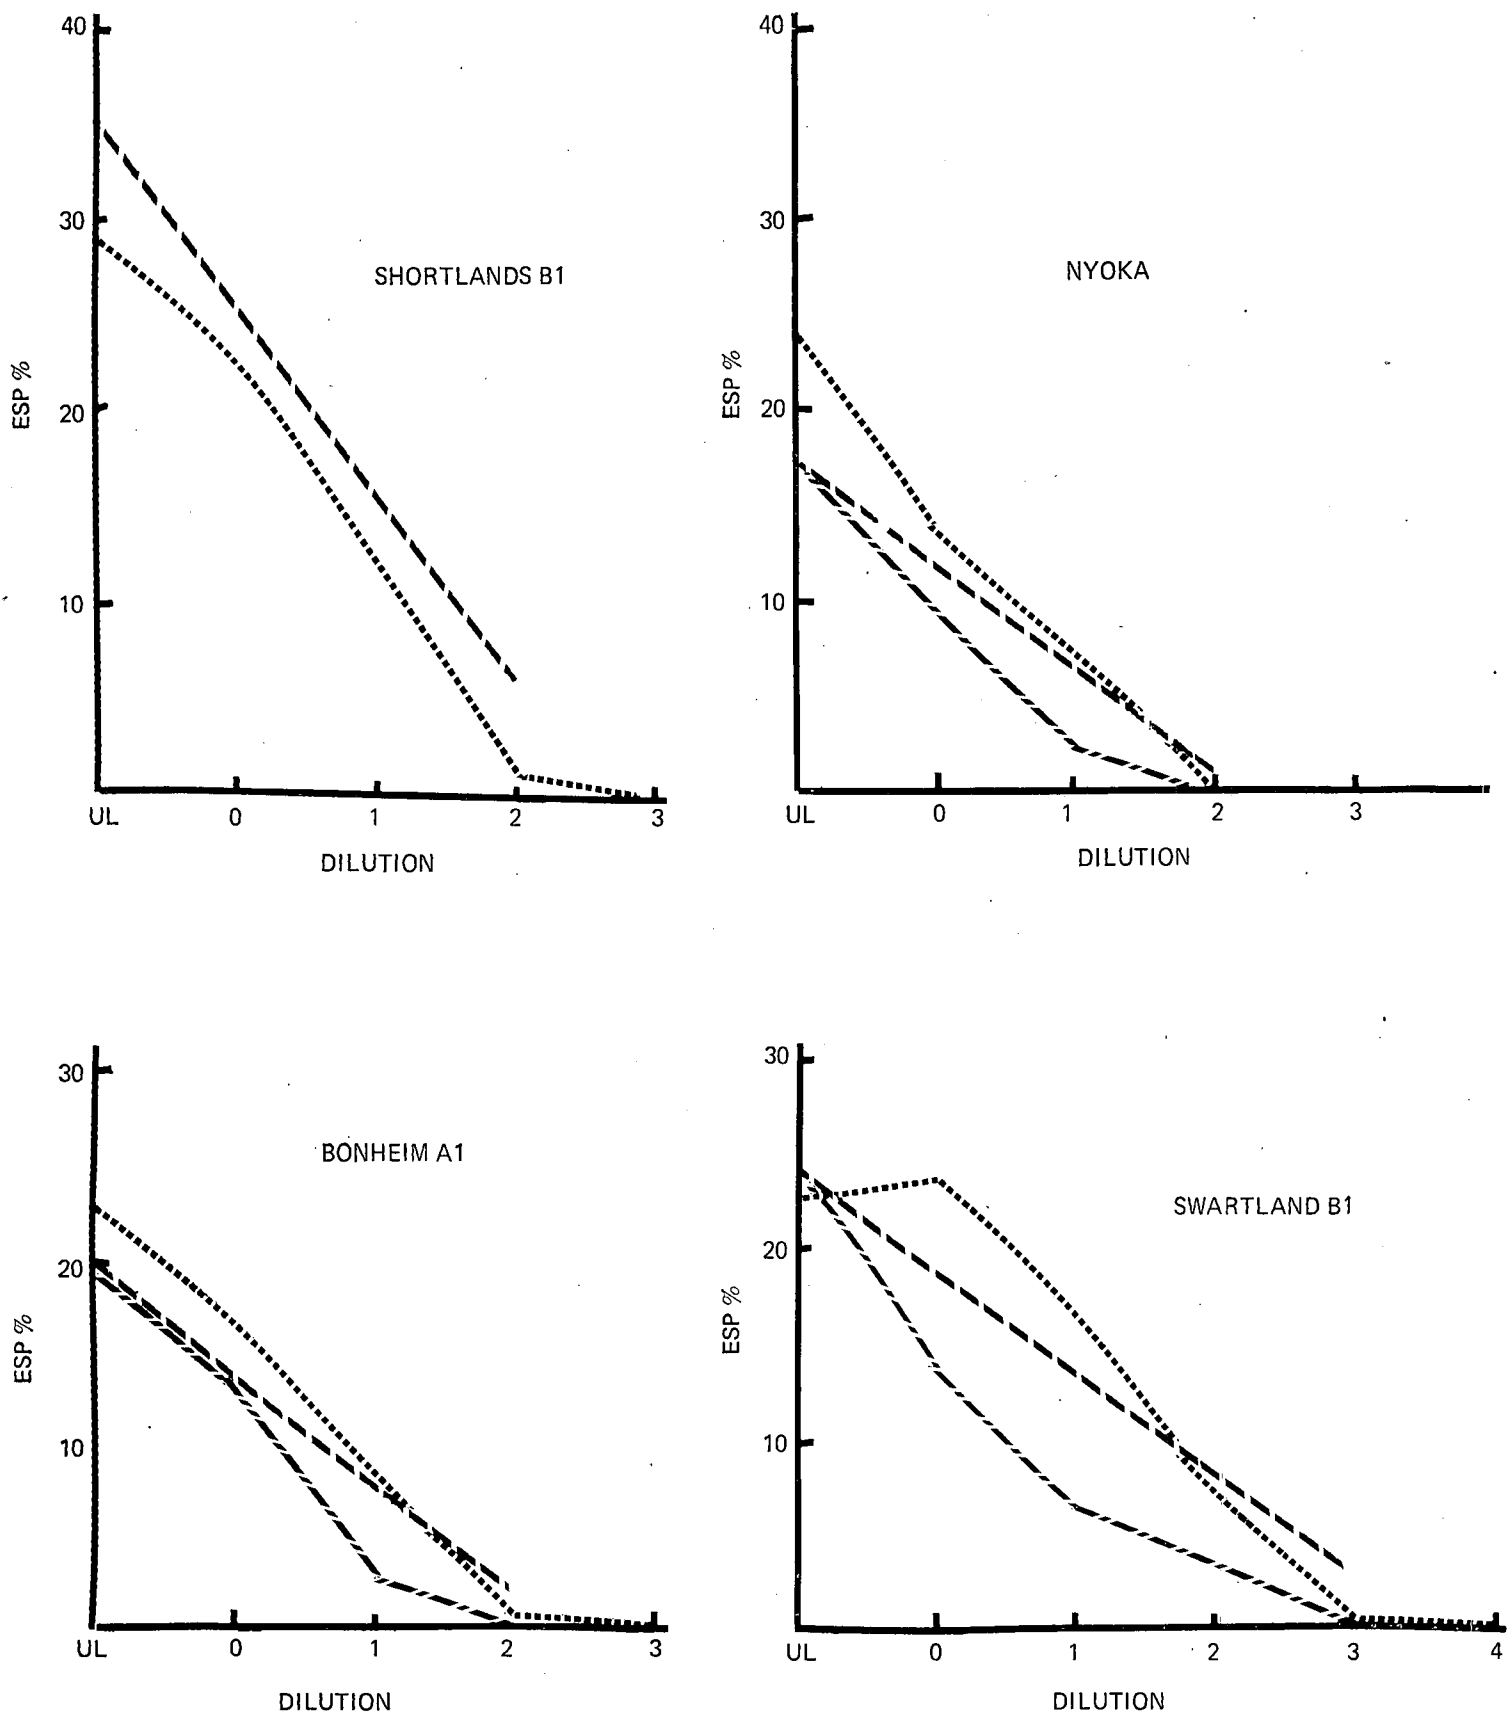 40
30
20
10
ESP %
SHORTLANDS B1
UL 0 1 2 3
DILUTION
40
30
20
10
ESP %
NYOKA
UL 0 1 2 3
DILUTION
30
20
10
ESP %
BONHEIM A1
UL 0 1 2 3
DILUTION
30
20
10
ESP %
SWARTLAND B1
UL 0 1 2 3 4
DILUTION